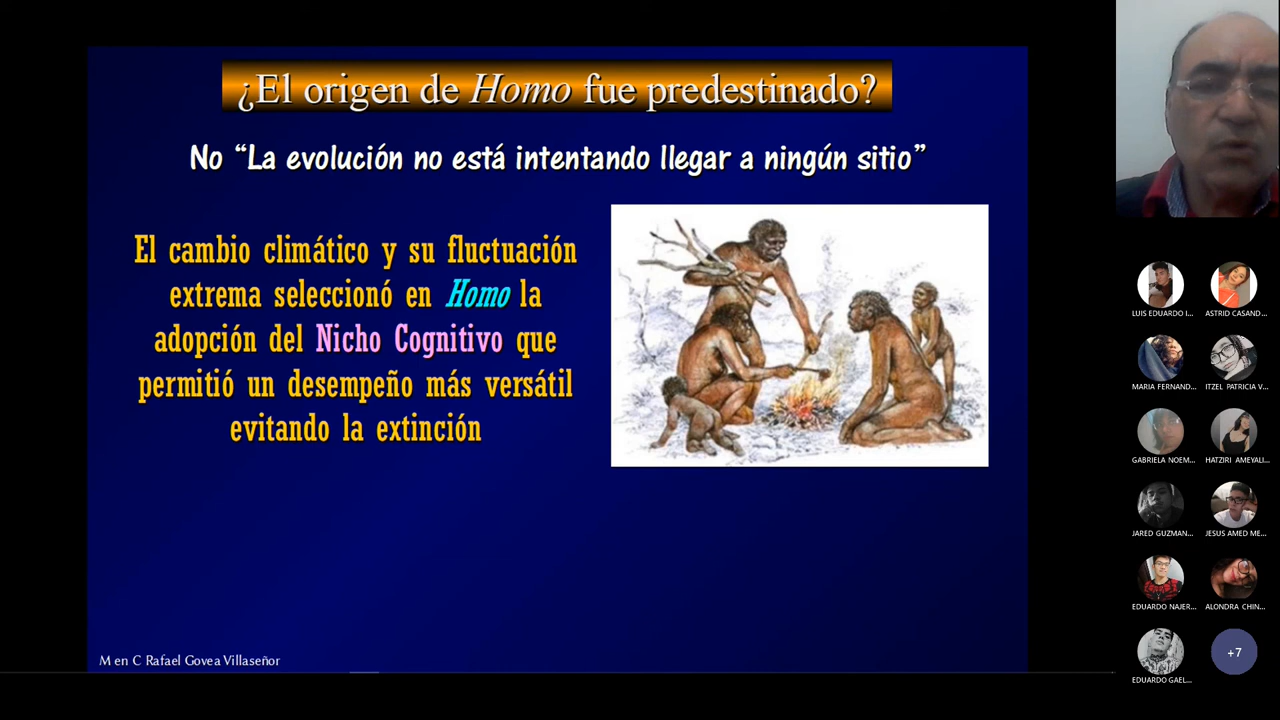 ¿El origen de Homo fue predestinado?
No “La evolución no está intentando llegar a ningún sitio”
El cambio climático y su fluctuación
extrema seleccionó en Homo la
adopción del Nicho Cognitivo que
permitió un desempeño más versátil
evitando la extinción
M en C Rafael Govea Villaseñor
LUIS EDUARDO I...
ASTRID CASAND...
MARIA FERNAND...
ITZEL PATRICIA V...
GABRIELA NOEM...
HATZIRI AMEYALI...
JARED GUZMAN...
JESUS AMED ME...
EDUARDO NAJER...
ALONDRA CHIN...
EDUARDO GAEL...
+7